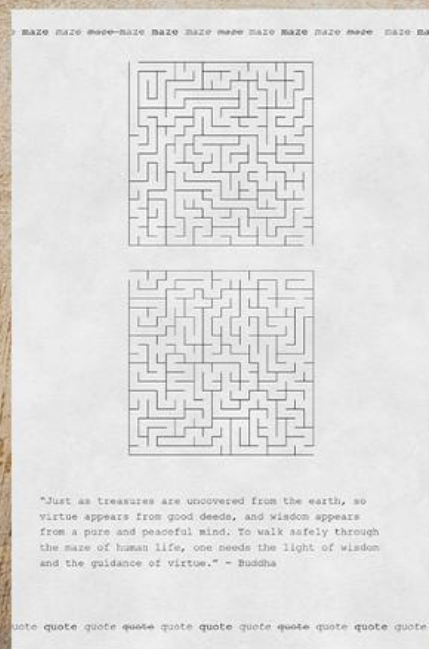 maze maze maze maze maze maze maze maze maze maze maze maze ma
"Just as treasures are uncovered from the earth, so
virtue appears from good deeds, and wisdom appears
from a pure and peaceful mind. To walk safely through
the maze of human life, one needs the light of wisdom
and the guidance of virtue." - Buddha
uote quote quote quote quote quote quote quote quote quote quote